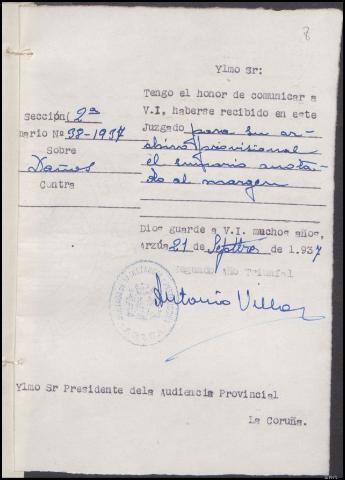 8
Ylmo Sr:
Tengo el honor de comunicar a
V.I, haberse recibido en este
Juzgado para su ar-
chivo provisional
el sumario anota-
do al margen
sección( 2ª
nario Nº 98-1937
Sobre
Daños
Contra
Dios guarde a V.I. muchos años,
Arzúa 21 de Septbre de 1.937
Segundo Año Triunfal
Antonio Villar
Ylmo Sr Presidente dela Audiencia Provincial
La Coruña.